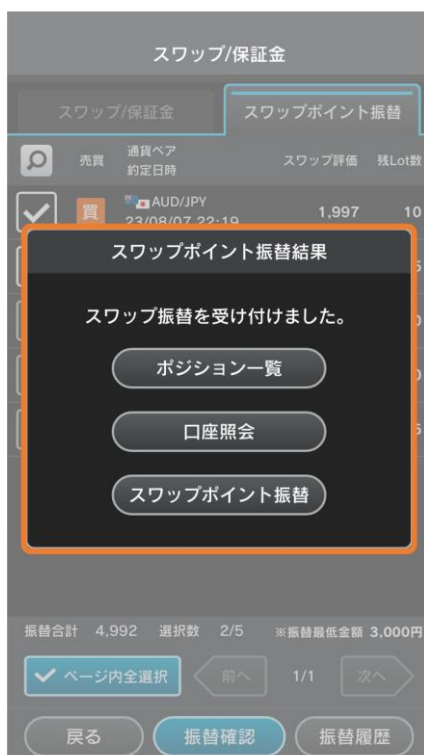 スワップ/保証金
スワップ/保証金 スワップポイント振替
売買 通貨ペア 約定日時 スワップ評価 残Lot数
買 AUD/JPY 1,997 10
23/08/07 22:19
スワップポイント振替結果
スワップ振替を受け付けました。
ポジション一覧
口座照会
スワップポイント振替
振替合計 4,992 選択数 2/5 ※振替最低金額 3,000円
ページ内全選択 前へ 1/1 次へ
戻る 振替確認 振替履歴